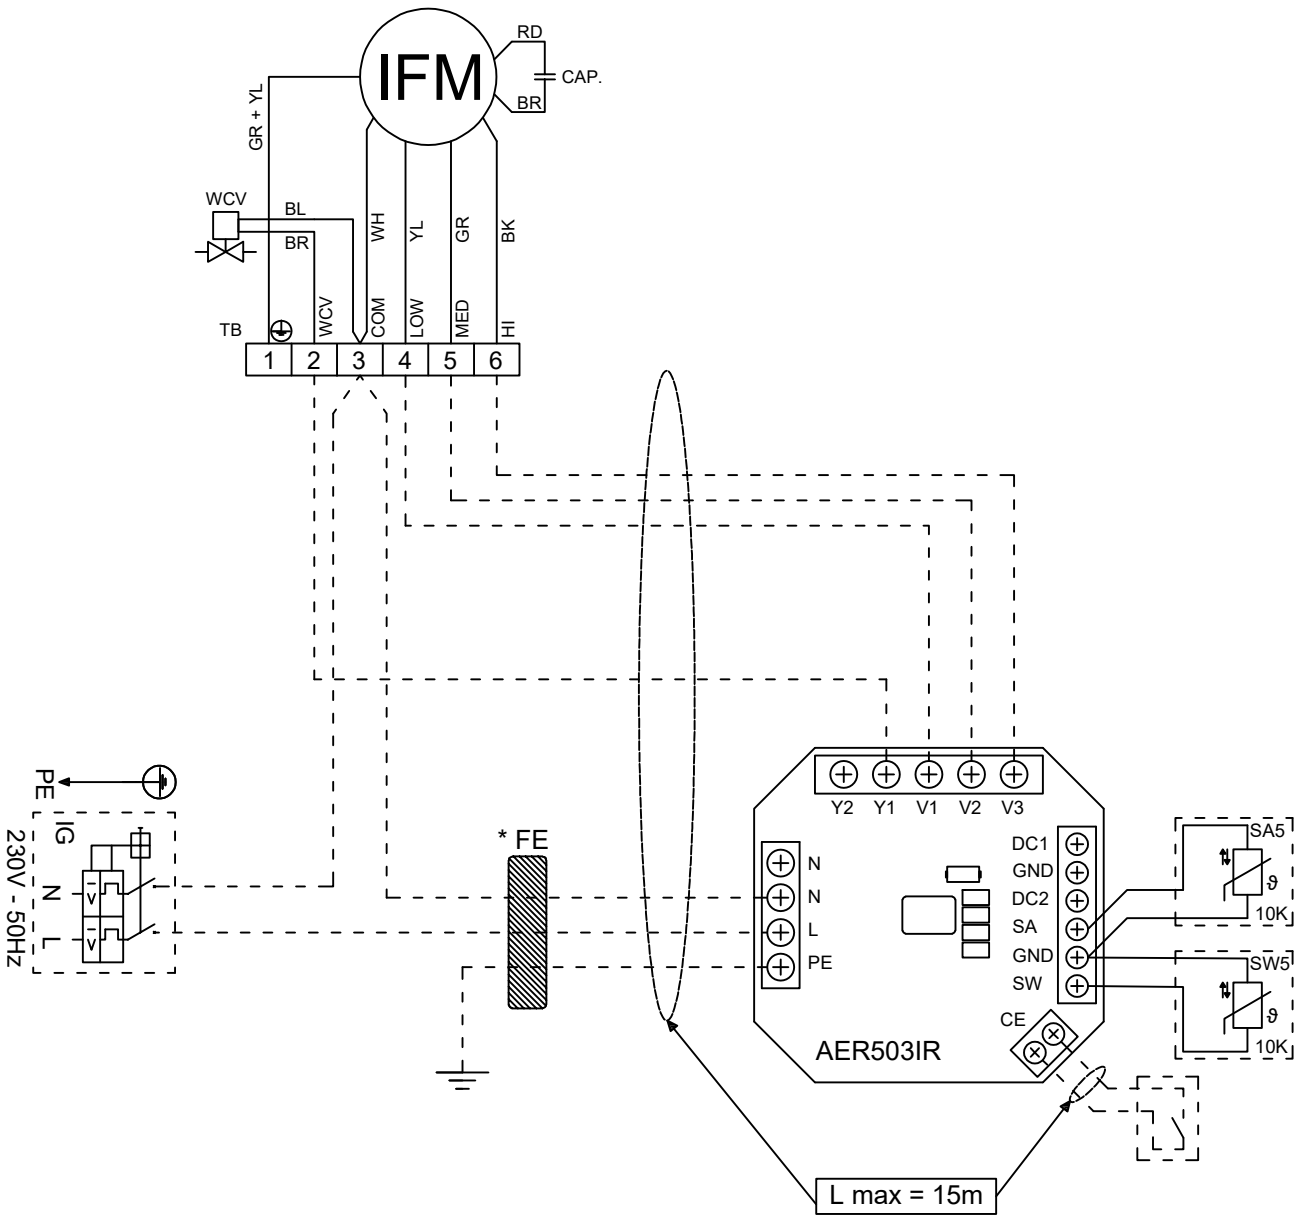 RD
IFM
CAP.
BR
GR + YL
WCV
BL
BR
WH
YL
GR
BK
TB
WCV
COM
LOW
MED
HI
1 2 3 4 5 6
PE
IG
N
L
230V - 50Hz
* FE
Y2 Y1 V1 V2 V3
N
N
L
PE
DC1
GND
DC2
SA
GND
SW
CE
AER503IR
SA5
ϑ
10K
SW5
ϑ
10K
L max = 15m